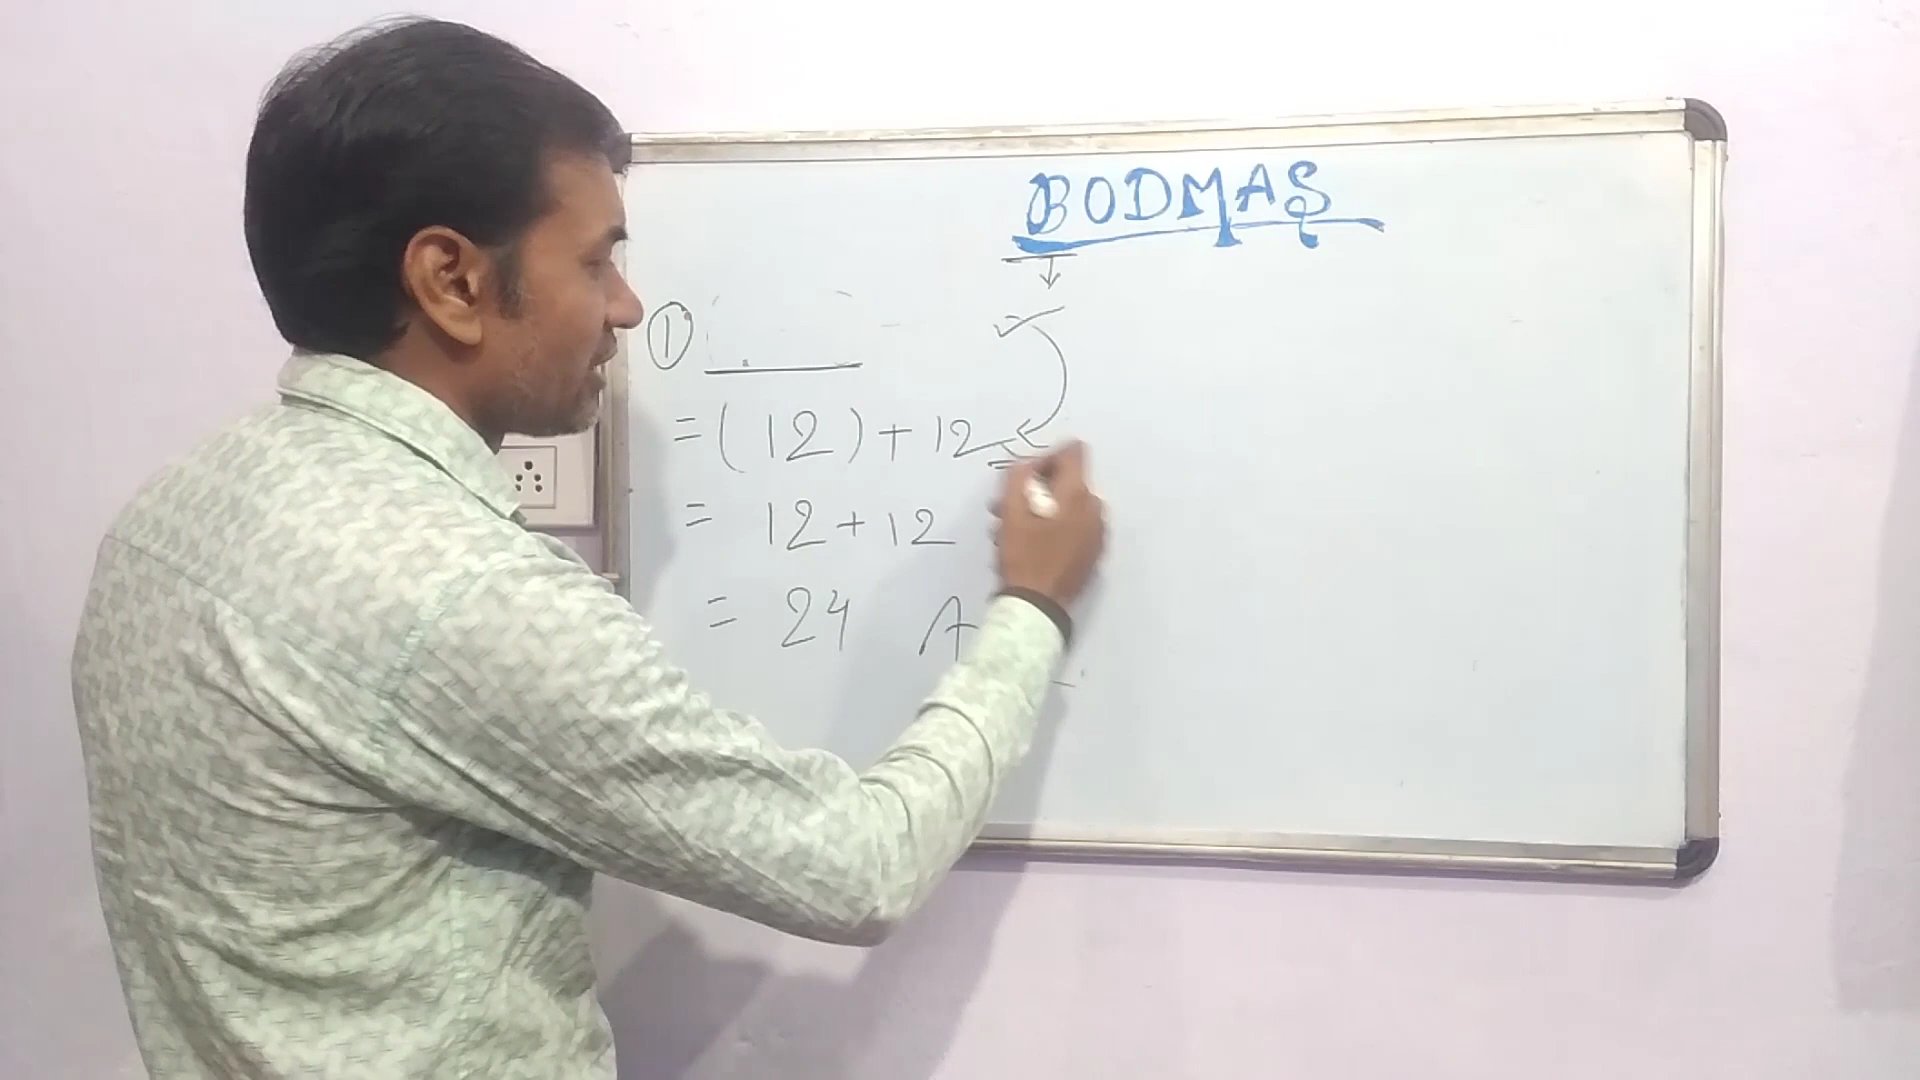 BODMAS
①
= (12) + 12
= 12 + 12
= 24 A